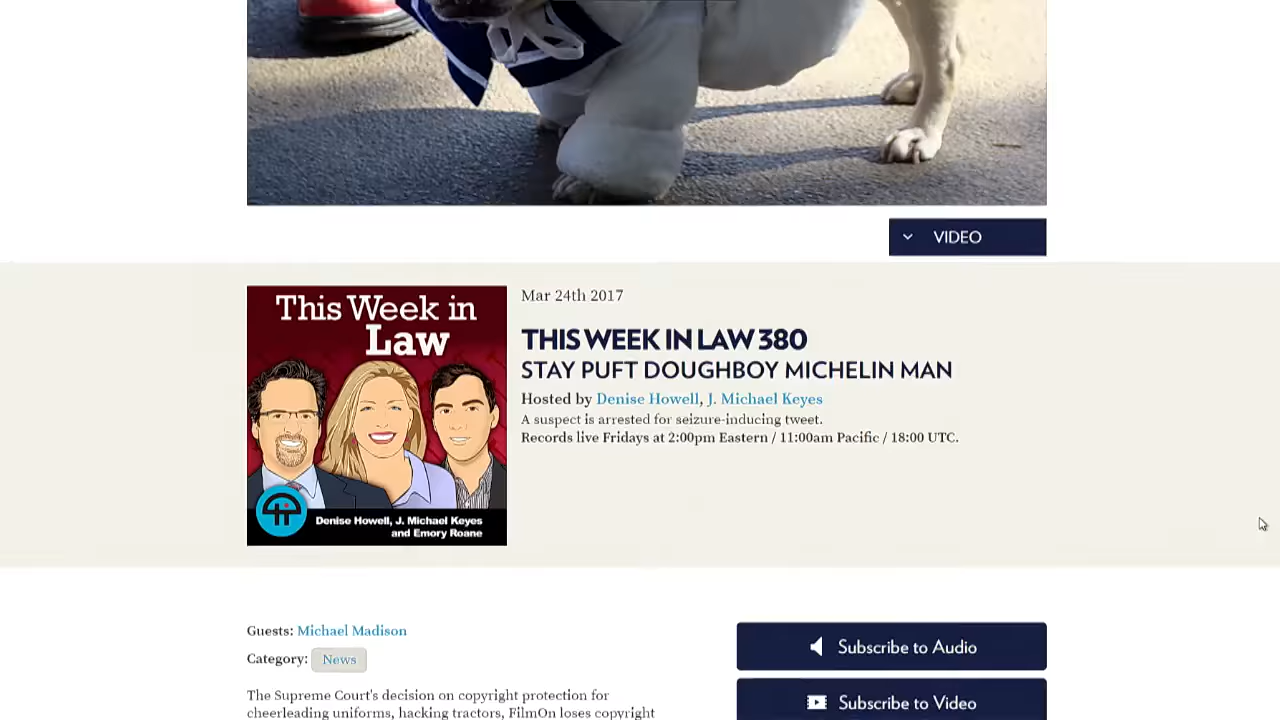 VIDEO
This Week in
Law
Denise Howell, J. Michael Keyes
and Emory Roane
Mar 24th 2017
THIS WEEK IN LAW 380
STAY PUFT DOUGHBOY MICHELIN MAN
Hosted by Denise Howell, J. Michael Keyes
A suspect is arrested for seizure-inducing tweet.
Records live Fridays at 2:00pm Eastern / 11:00am Pacific / 18:00 UTC.
Guests: Michael Madison
Category: News
The Supreme Court's decision on copyright protection for
cheerleading uniforms, hacking tractors, FilmOn loses copyright
Subscribe to Audio
Subscribe to Video